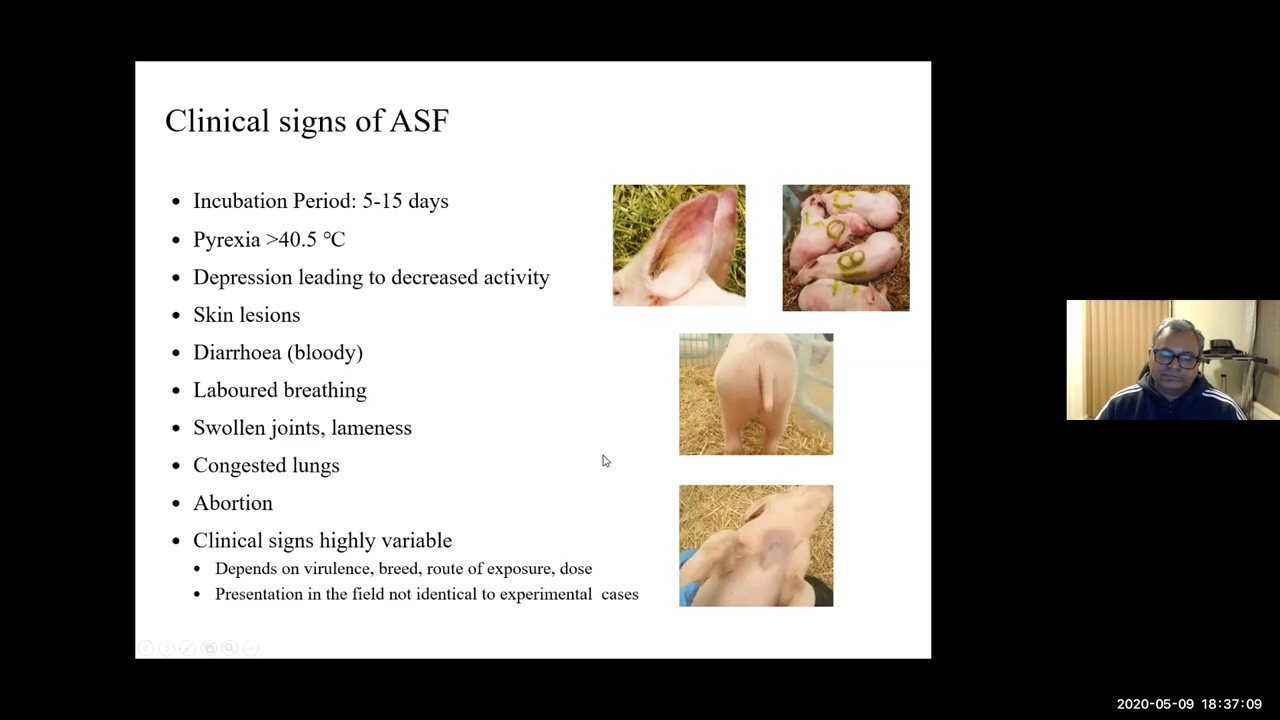 Clinical signs of ASF
• Incubation Period: 5-15 days
• Pyrexia >40.5 ℃
• Depression leading to decreased activity
• Skin lesions
• Diarrhoea (bloody)
• Laboured breathing
• Swollen joints, lameness
• Congested lungs
• Abortion
• Clinical signs highly variable
• Depends on virulence, breed, route of exposure, dose
• Presentation in the field not identical to experimental cases
2020-05-09 18:37:09